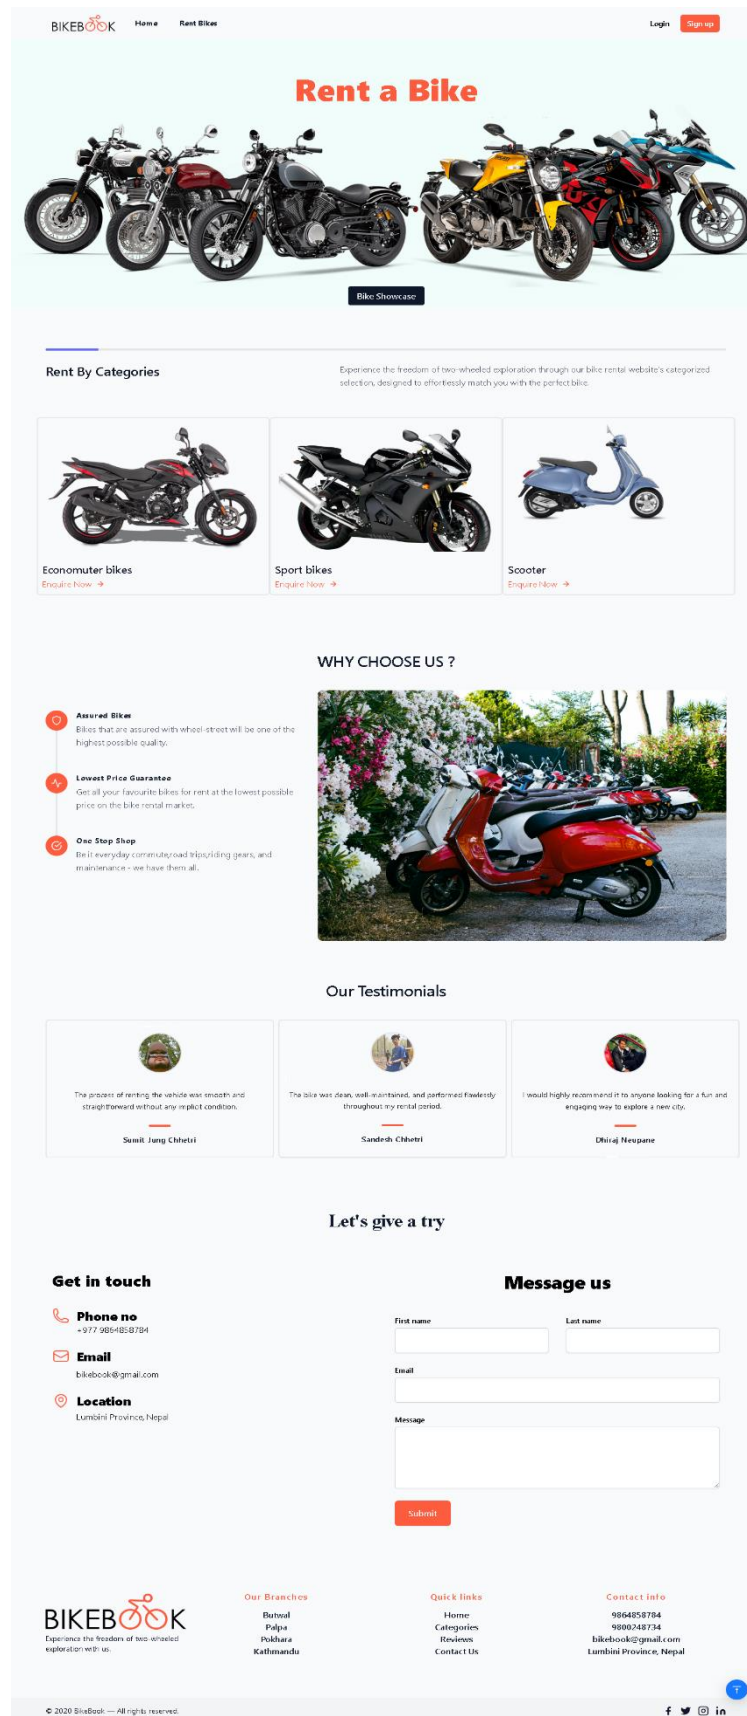 BIKEBOOK Home Rent Bikes Login Sign up
Rent a Bike
Bike Showcase
Rent By Categories
Experience the freedom of two-wheeled exploration through our bike rental website's categorized
selection, designed to effortlessly match you with the perfect bike.
Economuter bikes
Enquire Now →
Sport bikes
Enquire Now →
Scooter
Enquire Now →
WHY CHOOSE US ?
Assured Bikes
Bikes that are assured with wheel-street will be one of the
highest possible quality.
Lowest Price Guarantee
Get all your favourite bikes for rent at the lowest possible
price on the bike rental market.
One Stop Shop
Be it everyday commute,road trips,riding gears, and
maintenance - we have them all.
Our Testimonials
The process of renting the vehicle was smooth and
straightforward without any implicit condition.
Sumit Jung Chhetri
The bike was clean, well-maintained, and performed flawlessly
throughout my rental period.
Sandesh Chhetri
I would highly recommend it to anyone looking for a fun and
engaging way to explore a new city.
Dhiraj Neupane
Let's give a try
Get in touch
Phone no
+977 9864858784
Email
bikebook@gmail.com
Location
Lumbini Province, Nepal
Message us
First name
Last name
Email
Message
Submit
BIKEBOOK
Experience the freedom of two-wheeled
exploration with us.
Our Branches
Butwal
Palpa
Pokhara
Kathmandu
Quick links
Home
Categories
Reviews
Contact Us
Contact info
9864858784
9800248734
bikebook@gmail.com
Lumbini Province, Nepal
© 2020 BikeBook — All rights reserved.